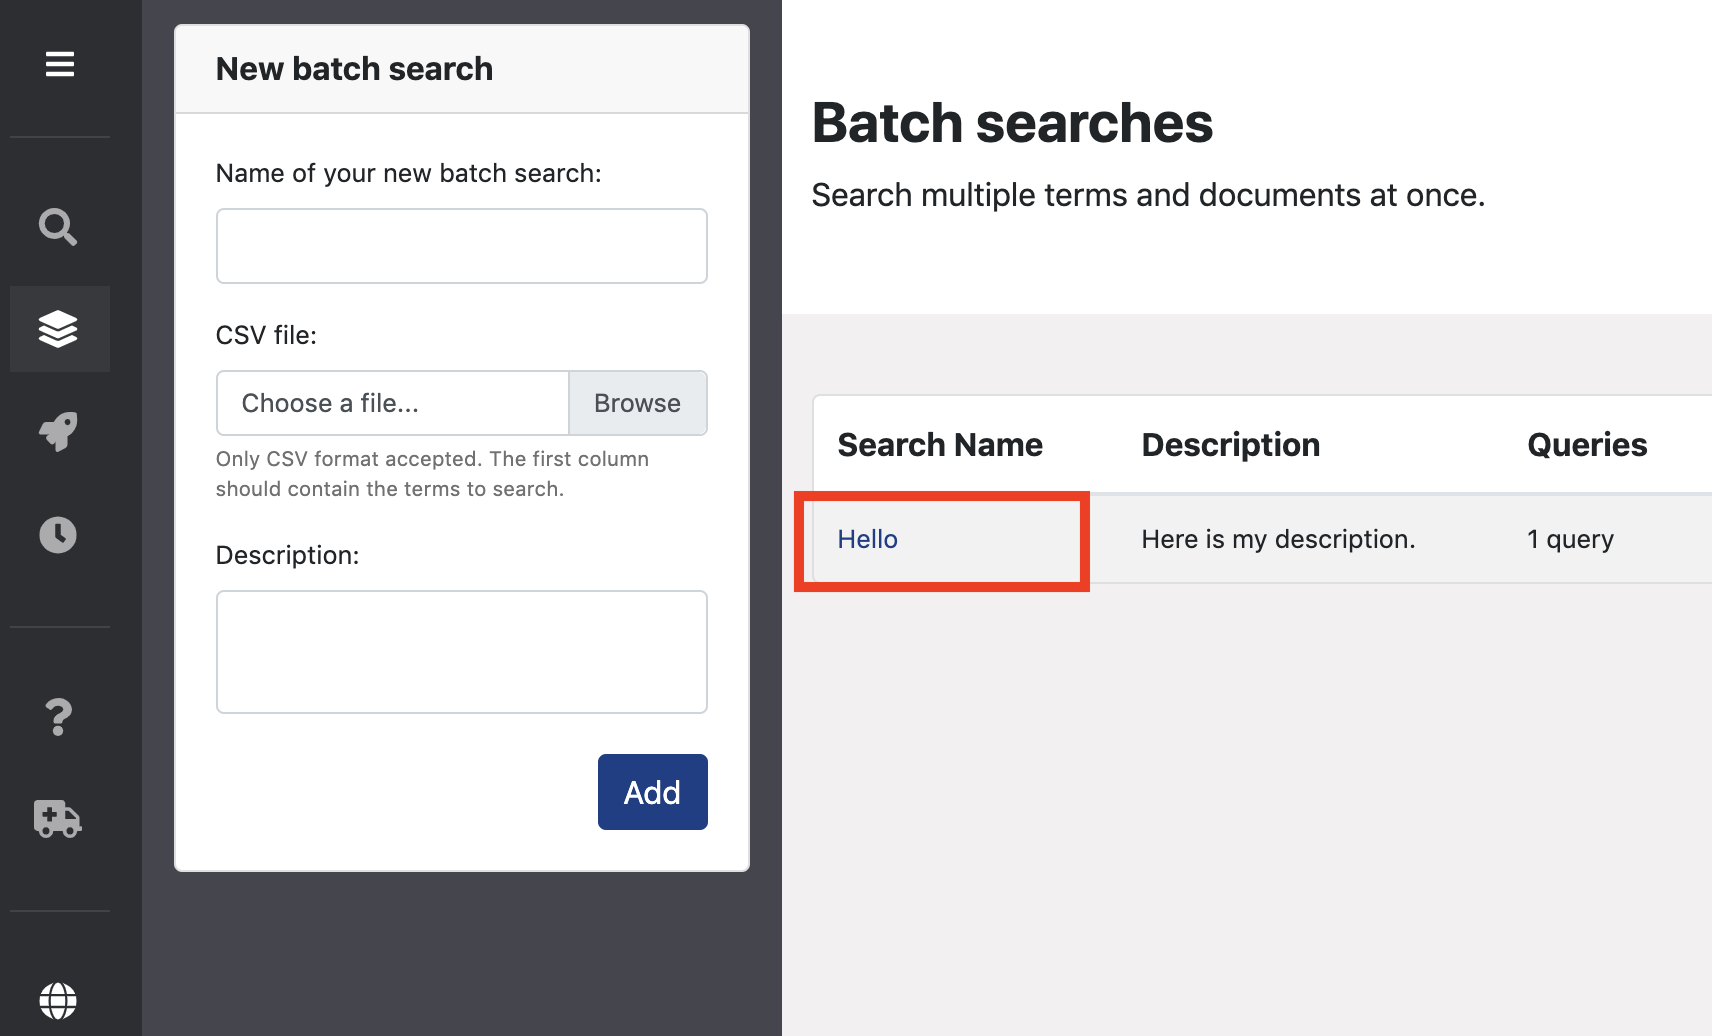 New batch search
Name of your new batch search:
CSV file:
Choose a file...
Browse
Only CSV format accepted. The first column
should contain the terms to search.
Description:
Add
Batch searches
Search multiple terms and documents at once.
Search Name Description Queries
Hello Here is my description. 1 query